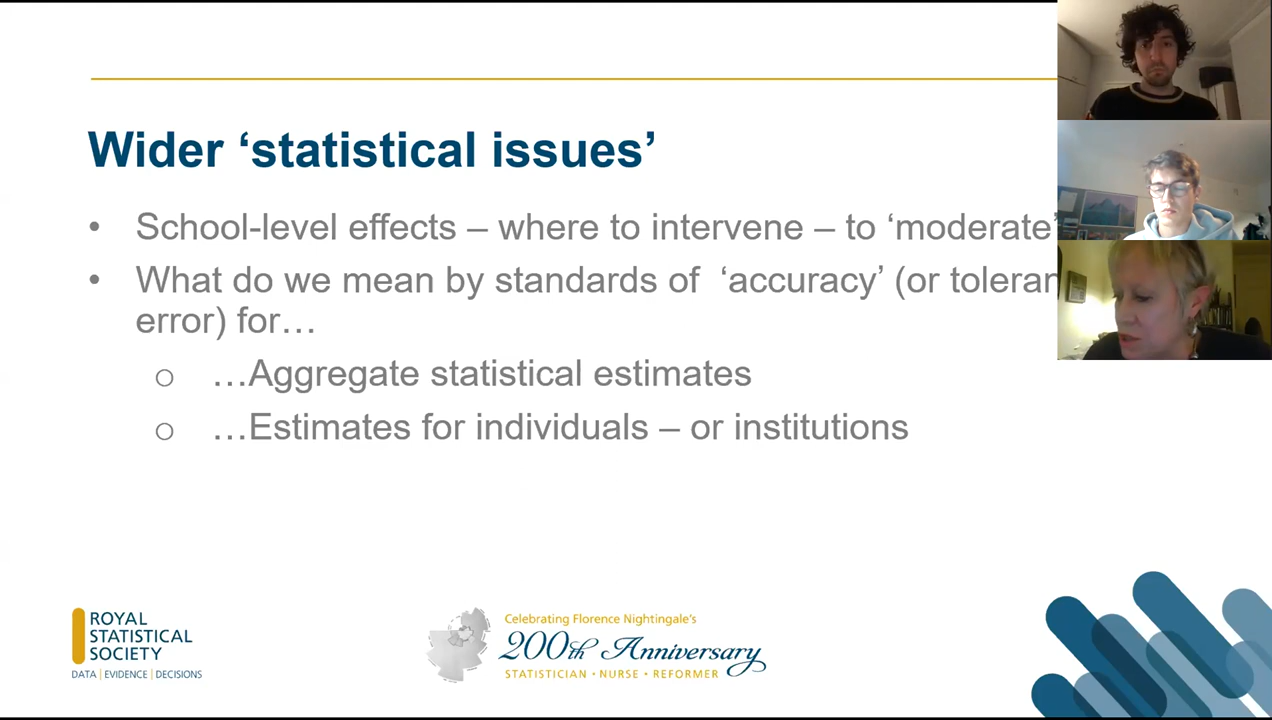 Wider ‘statistical issues’
• School-level effects – where to intervene – to ‘moderate’
• What do we mean by standards of ‘accuracy’ (or
error) for…
o …Aggregate statistical estimates
o …Estimates for individuals – or institutions
ROYAL
STATISTICAL
SOCIETY
DATA | EVIDENCE | DECISIONS
Celebrating Florence Nightingale's
200th Anniversary
STATISTICIAN • NURSE • REFORMER